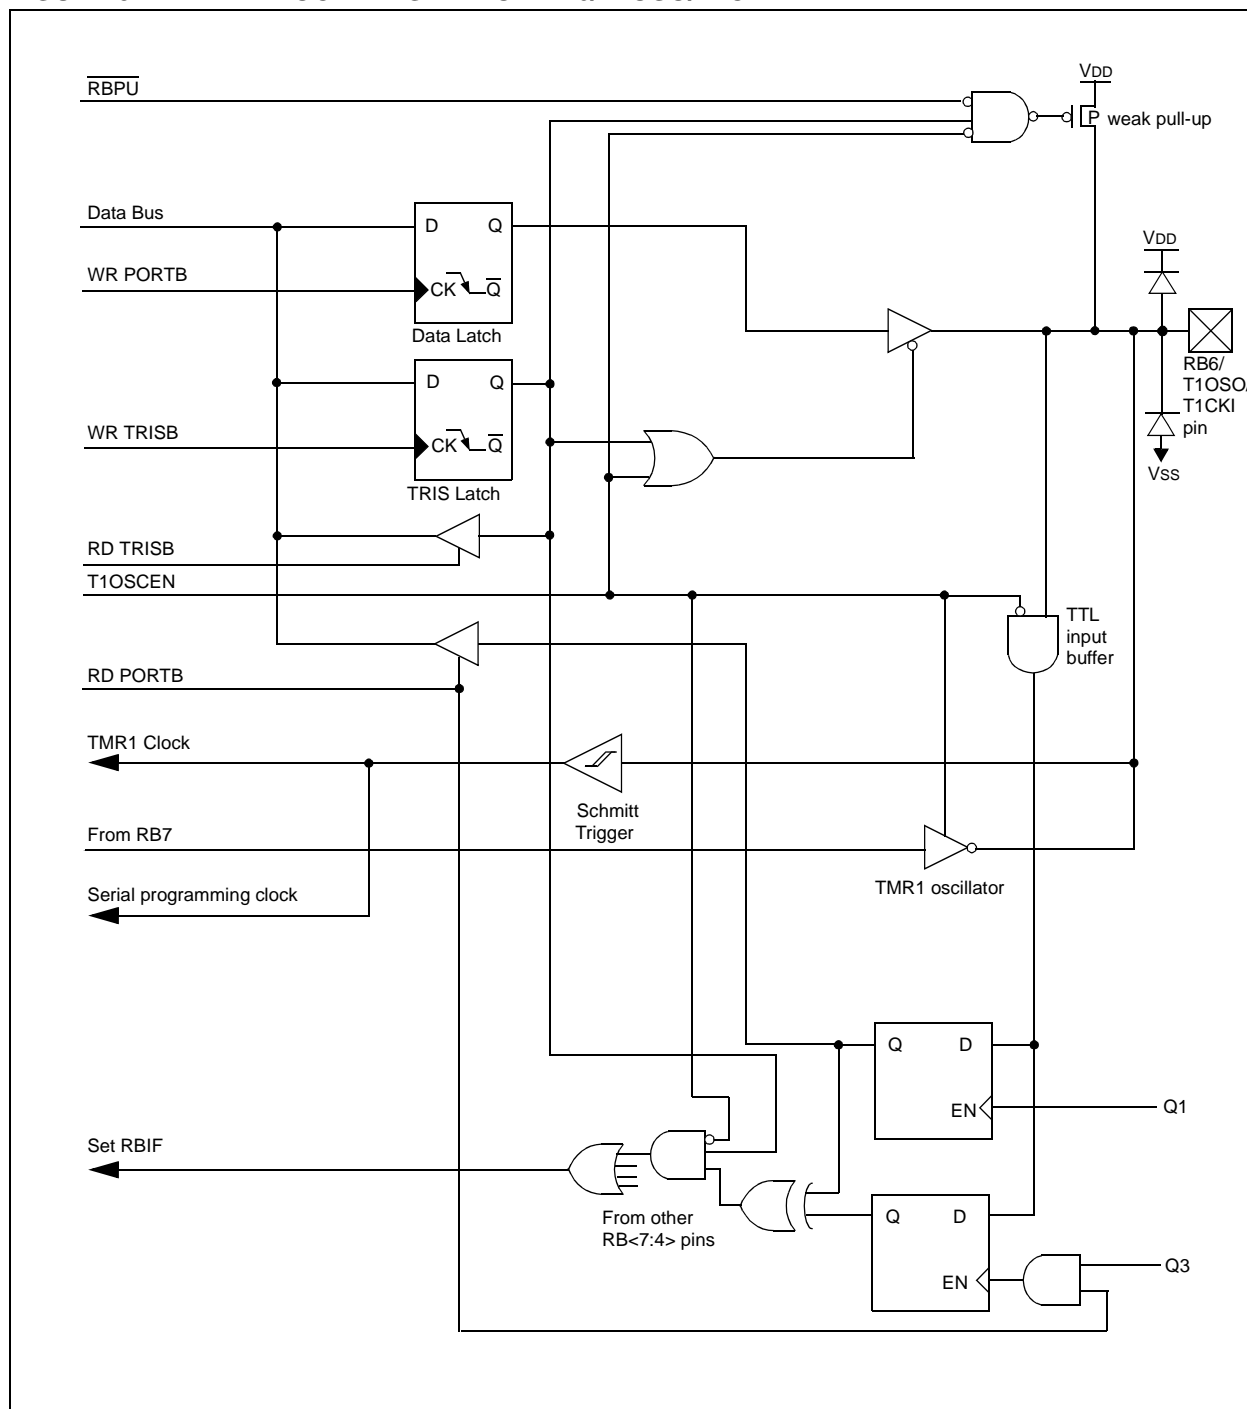 RBPU
VDD
P weak pull-up
Data Bus
D Q
VDD
WR PORTB
CK Q
Data Latch
D Q
RB6/
T1OSO/
T1CKI
pin
WR TRISB
CK Q
VSS
TRIS Latch
RD TRISB
T1OSCEN
TTL
input
buffer
RD PORTB
TMR1 Clock
Schmitt
Trigger
From RB7
TMR1 oscillator
Serial programming clock
Q D
EN
Q1
Set RBIF
From other
RB<7:4> pins
Q D
EN
Q3